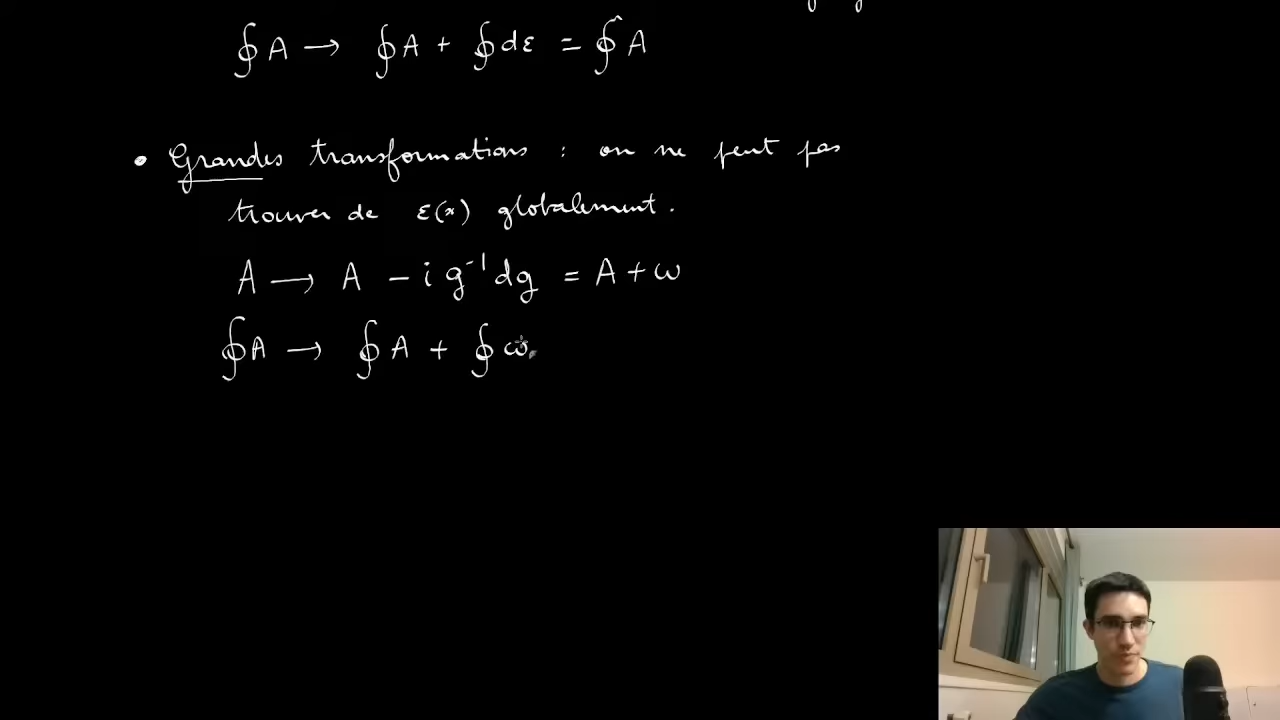 ∮A → ∮A + ∮dε = ∮A
• Grandes transformations : on ne peut pas
trouver de ε(x) globalement.
A → A - i g⁻¹dg = A + ω
∮A → ∮A + ∮ω